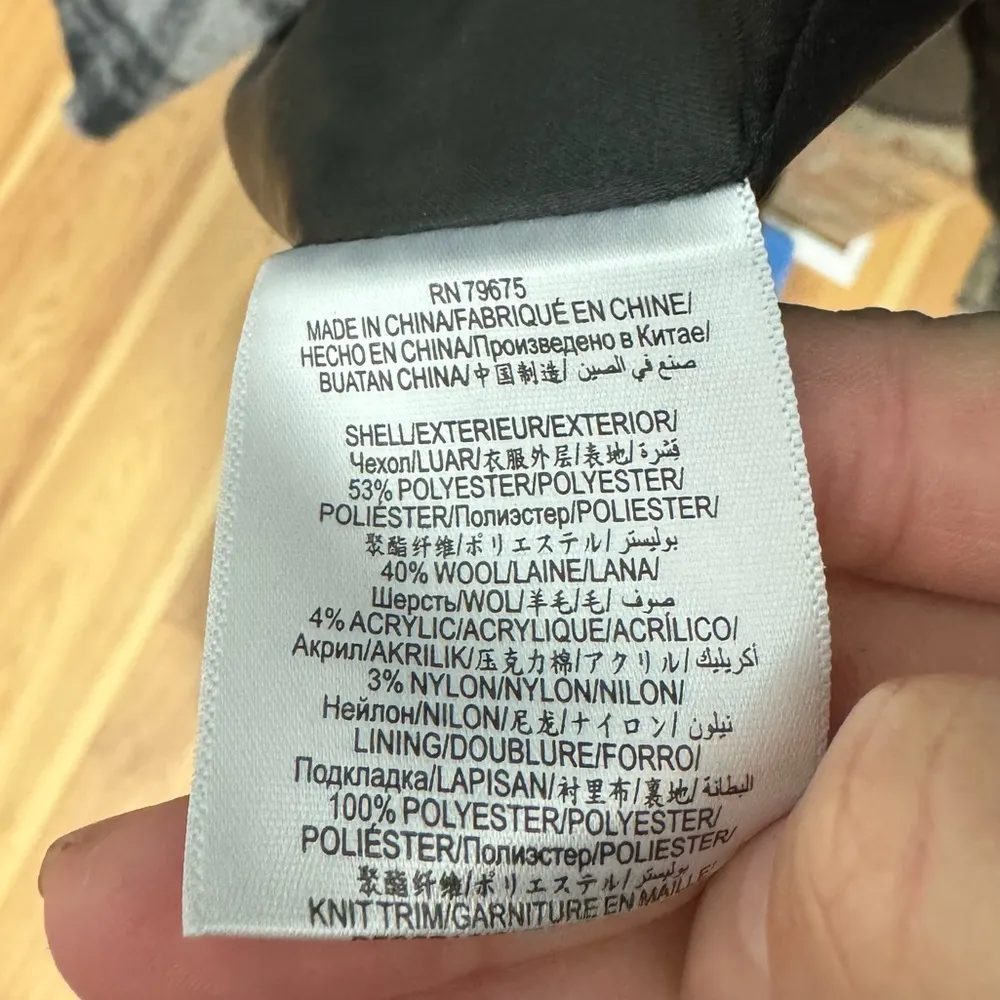 RN 79675
MADE IN CHINA/FABRIQUÉ EN CHINE/
HECHO EN CHINA/Произведено в Китае/
BUATAN CHINA/中国制造/ صنع في الصين
SHELL/EXTERIEUR/EXTERIOR/
Чехол/LUAR/衣服外层/表地/ قشرة
53% POLYESTER/POLYESTER/
POLIÉSTER/Полиэстер/POLIESTER/
聚酯纤维/ポリエステル/ بوليستر
40% WOOL/LAINE/LANA/
Шерсть/WOL/羊毛/毛/ صوف
4% ACRYLIC/ACRYLIQUE/ACRÍLICO/
Акрил/AKRILIK/压克力棉/アクリル/ أكريليك
3% NYLON/NYLON/NILON/
Нейлон/NILON/尼龙/ナイロン/ نيلون
LINING/DOUBLURE/FORRO/
Подкладка/LAPISAN/衬里布/裏地/ البطانة
100% POLYESTER/POLYESTER/
POLIÉSTER/Полиэстер/POLIESTER/
聚酯纤维/ポリエステル/ بوليستر
KNIT TRIM/GARNITURE EN MAILLE/